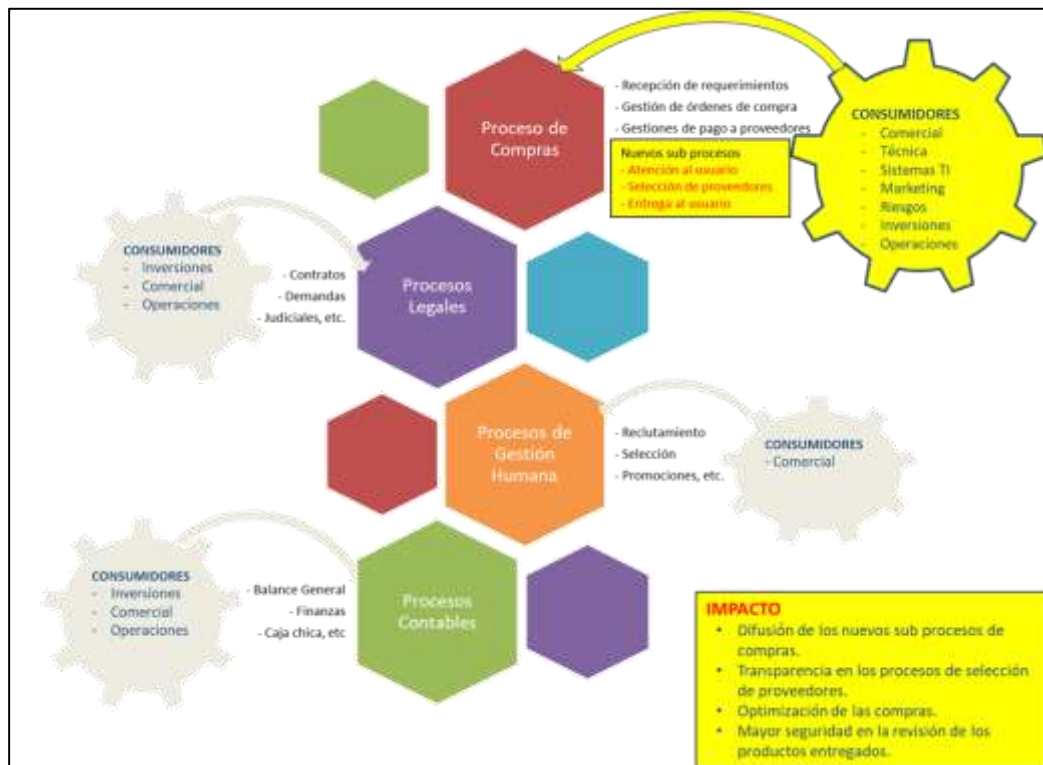 Proceso de
Compras
- Recepción de requerimientos
- Gestión de órdenes de compra
- Gestiones de pago a proveedores
Nuevos sub procesos
- Atención al usuario
- Selección de proveedores
- Entrega al usuario
CONSUMIDORES
- Comercial
- Técnica
- Sistemas TI
- Marketing
- Riesgos
- Inversiones
- Operaciones
CONSUMIDORES
- Inversiones
- Comercial
- Operaciones
- Contratos
- Demandas
- Judiciales, etc.
Procesos
Legales
Procesos de
Gestión
Humana
- Reclutamiento
- Selección
- Promociones, etc.
CONSUMIDORES
- Comercial
CONSUMIDORES
- Inversiones
- Comercial
- Operaciones
- Balance General
- Finanzas
- Caja chica, etc
Procesos
Contables
IMPACTO
• Difusión de los nuevos sub procesos de
compras.
• Transparencia en los procesos de selección
de proveedores.
• Optimización de las compras.
• Mayor seguridad en la revisión de los
productos entregados.